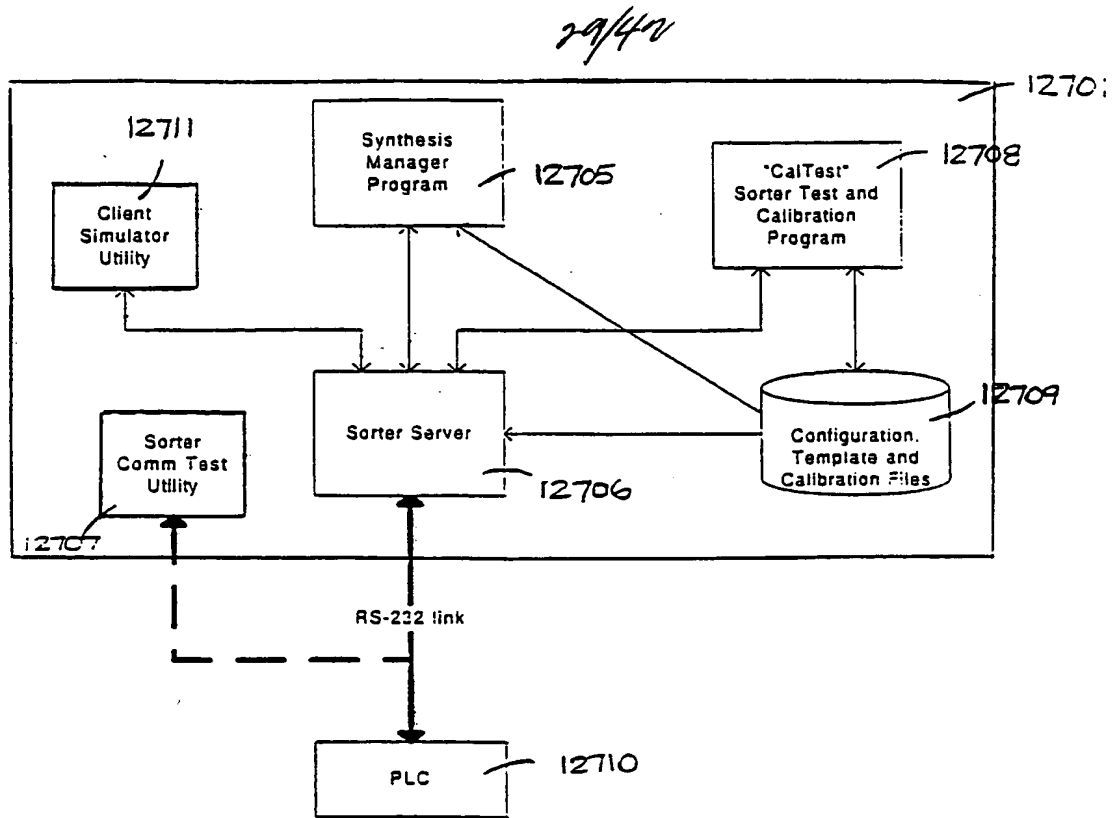 29/42
12711
Synthesis
Manager
Program
12705
"CalTest"
Sorter Test and
Calibration
Program
12708
Client
Simulator
Utility
Sorter
Comm Test
Utility
12707
Sorter Server
12706
Configuration,
Template and
Calibration Files
12709
RS-232 link
PLC
12710